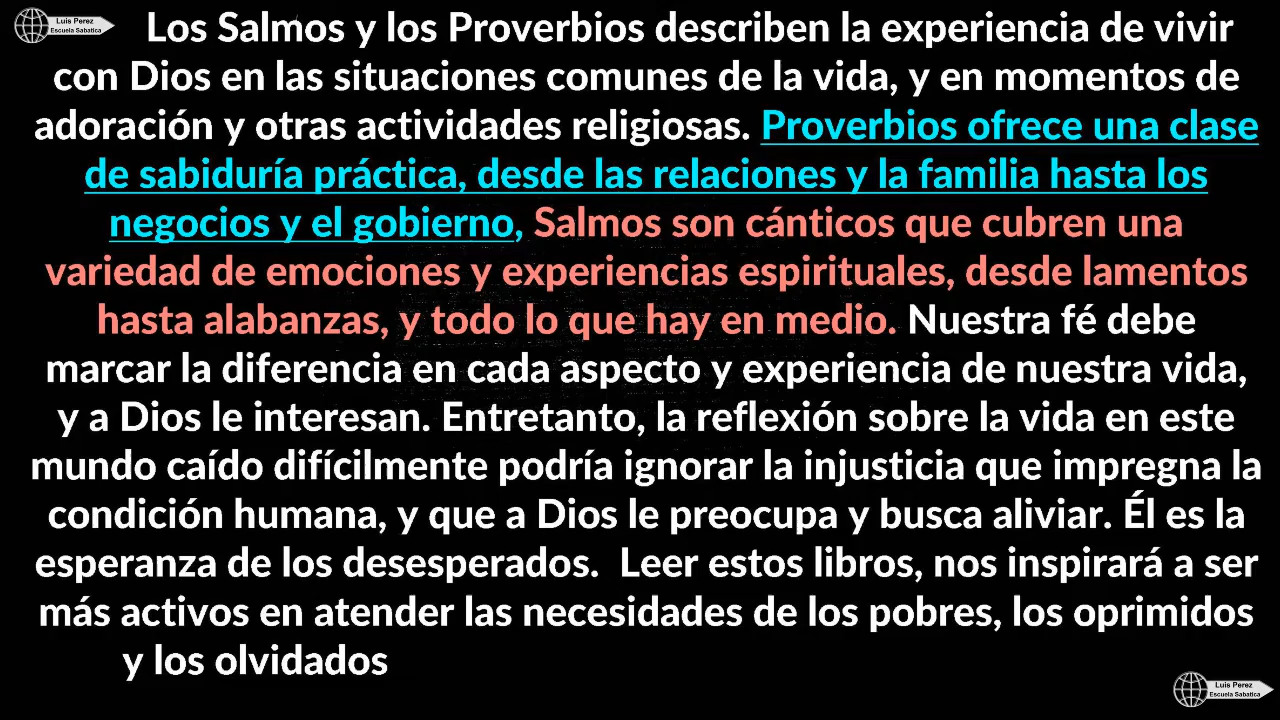 Luis Perez
Escuela Sabatica
Los Salmos y los Proverbios describen la experiencia de vivir
con Dios en las situaciones comunes de la vida, y en momentos de
adoración y otras actividades religiosas. Proverbios ofrece una clase
de sabiduría práctica, desde las relaciones y la familia hasta los
negocios y el gobierno, Salmos son cánticos que cubren una
variedad de emociones y experiencias espirituales, desde lamentos
hasta alabanzas, y todo lo que hay en medio. Nuestra fé debe
marcar la diferencia en cada aspecto y experiencia de nuestra vida,
y a Dios le interesan. Entretanto, la reflexión sobre la vida en este
mundo caído difícilmente podría ignorar la injusticia que impregna la
condición humana, y que a Dios le preocupa y busca aliviar. Él es la
esperanza de los desesperados. Leer estos libros, nos inspirará a ser
más activos en atender las necesidades de los pobres, los oprimidos
y los olvidados
Luis Perez
Escuela Sabatica